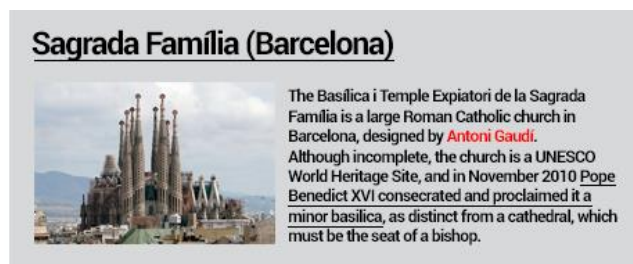 Sagrada Família (Barcelona)
The Basílica i Temple Expiatori de la Sagrada
Família is a large Roman Catholic church in
Barcelona, designed by Antoni Gaudí.
Although incomplete, the church is a UNESCO
World Heritage Site, and in November 2010 Pope
Benedict XVI consecrated and proclaimed it a
minor basilica, as distinct from a cathedral, which
must be the seat of a bishop.